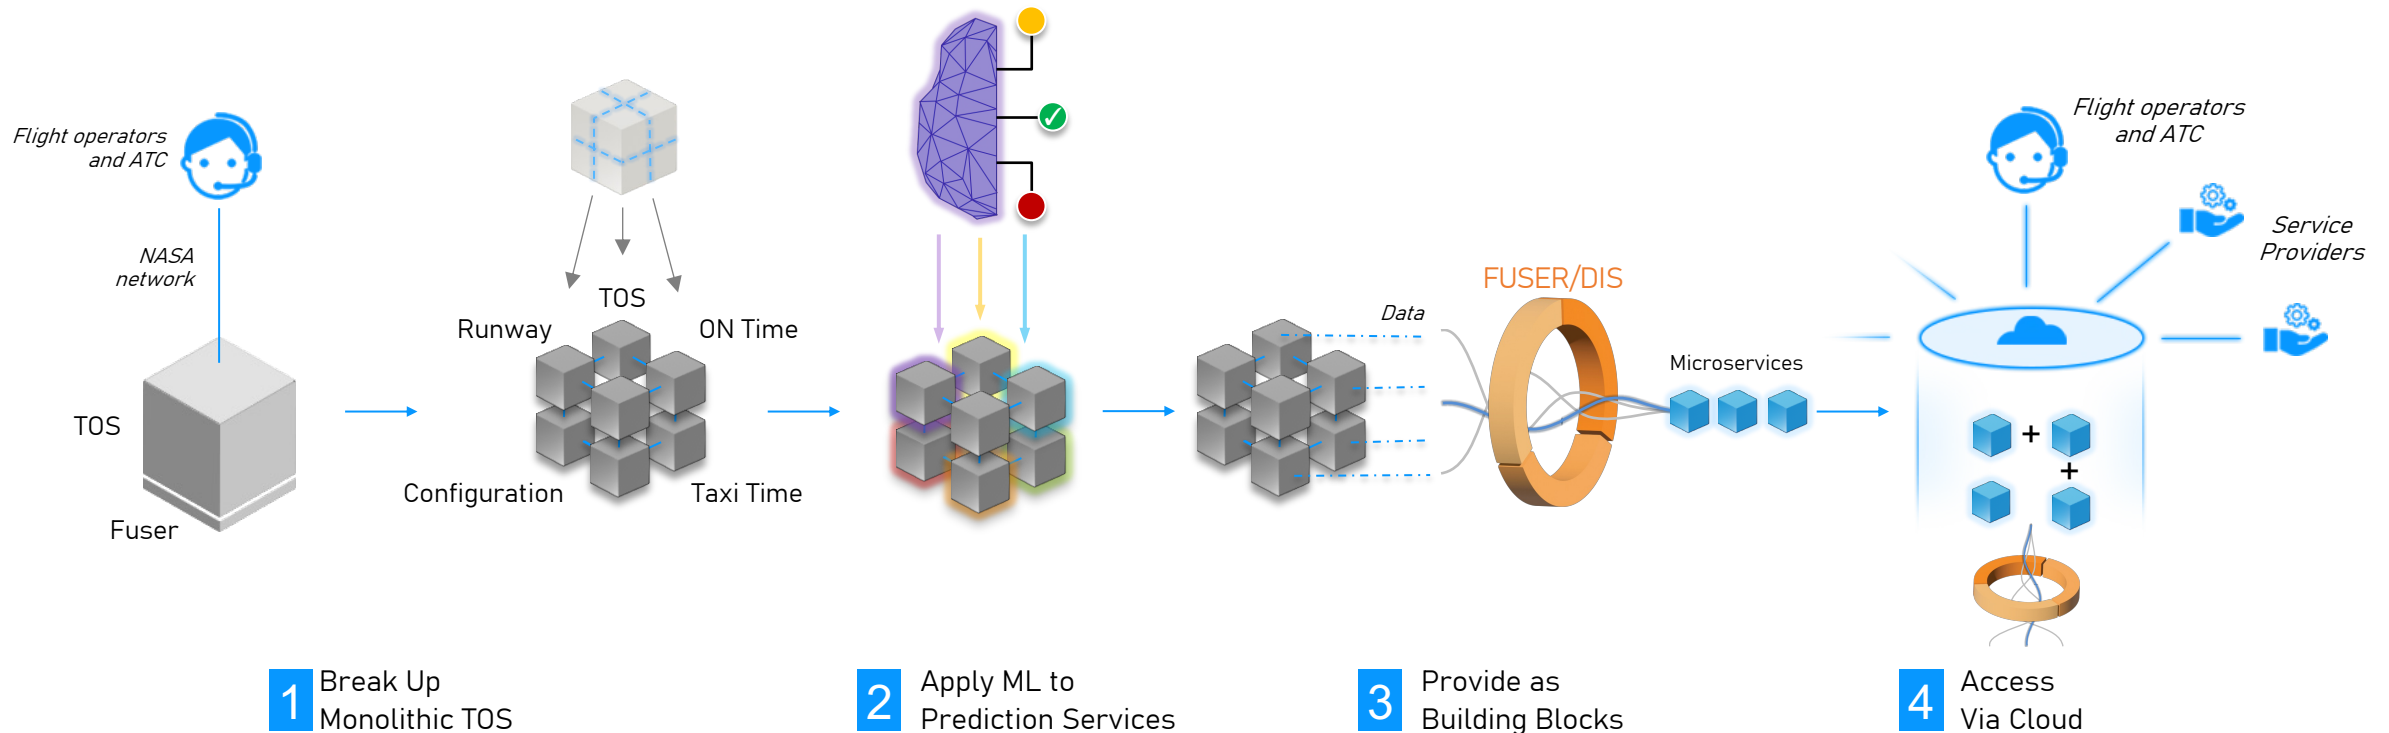 Flight operators
and ATC
NASA
network
TOS
Fuser
TOS
Runway
ON Time
Configuration
Taxi Time
Data
FUSER/DIS
Microservices
Flight operators
and ATC
Service
Providers
+
+
1 Break Up
Monolithic TOS
2 Apply ML to
Prediction Services
3 Provide as
Building Blocks
4 Access
Via Cloud